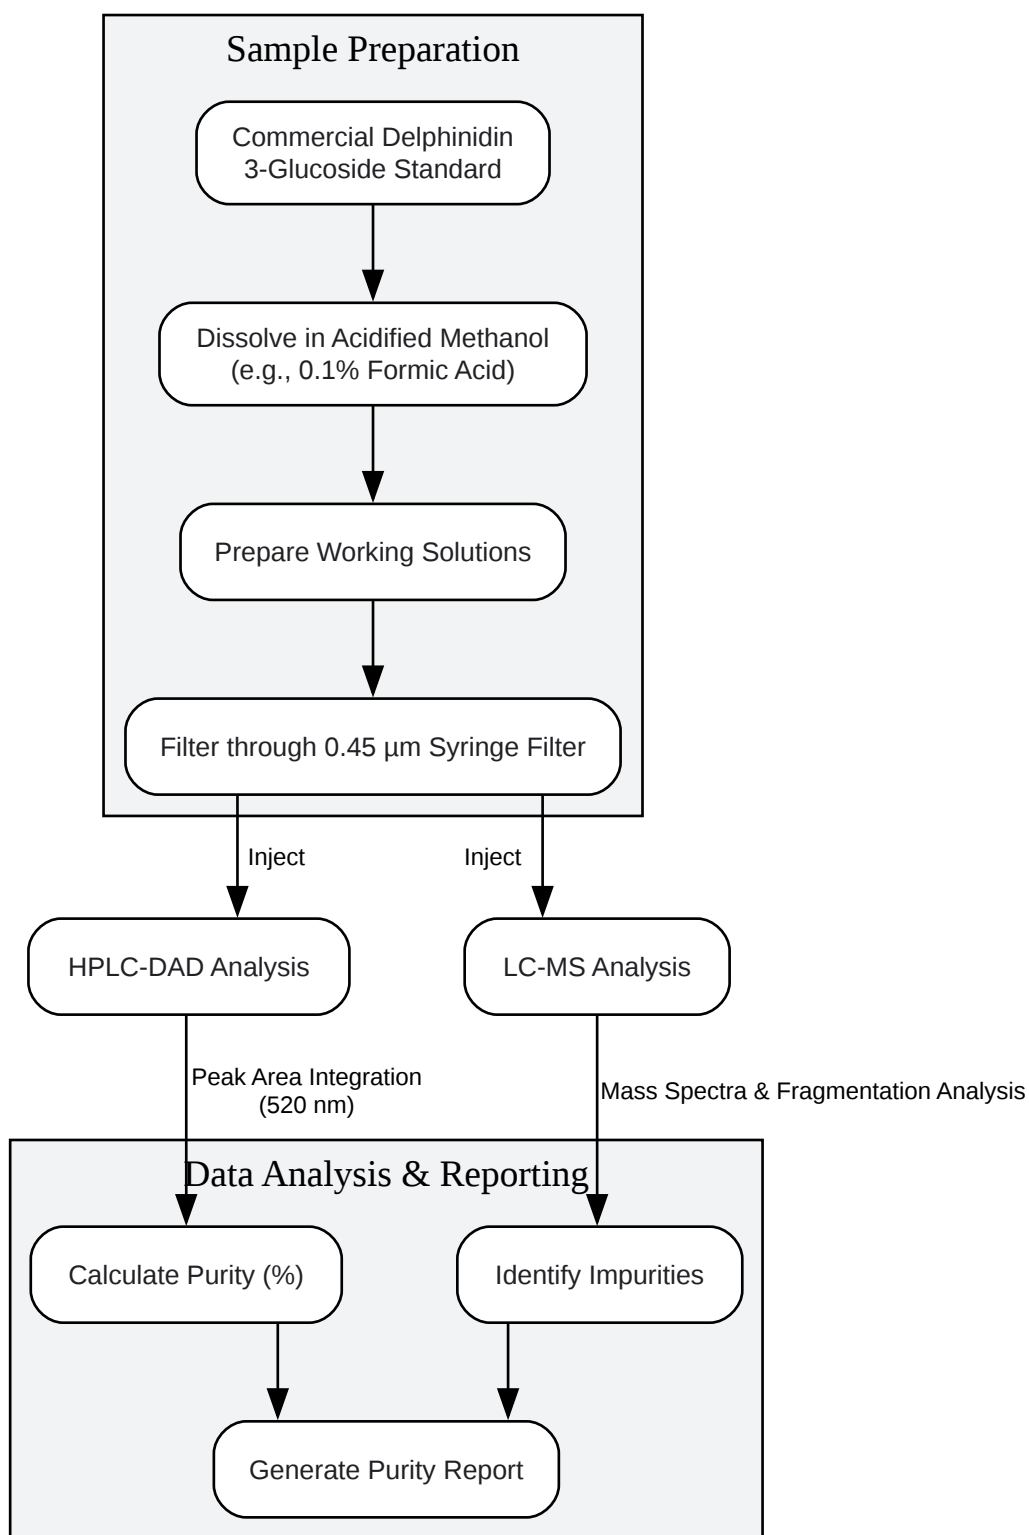 Sample Preparation
Commercial Delphinidin
3-Glucoside Standard
Dissolve in Acidified Methanol
(e.g., 0.1% Formic Acid)
Prepare Working Solutions
Filter through 0.45 µm Syringe Filter
Inject
Inject
HPLC-DAD Analysis
LC-MS Analysis
Peak Area Integration
(520 nm)
Mass Spectra & Fragmentation Analysis
Data Analysis & Reporting
Calculate Purity (%)
Identify Impurities
Generate Purity Report